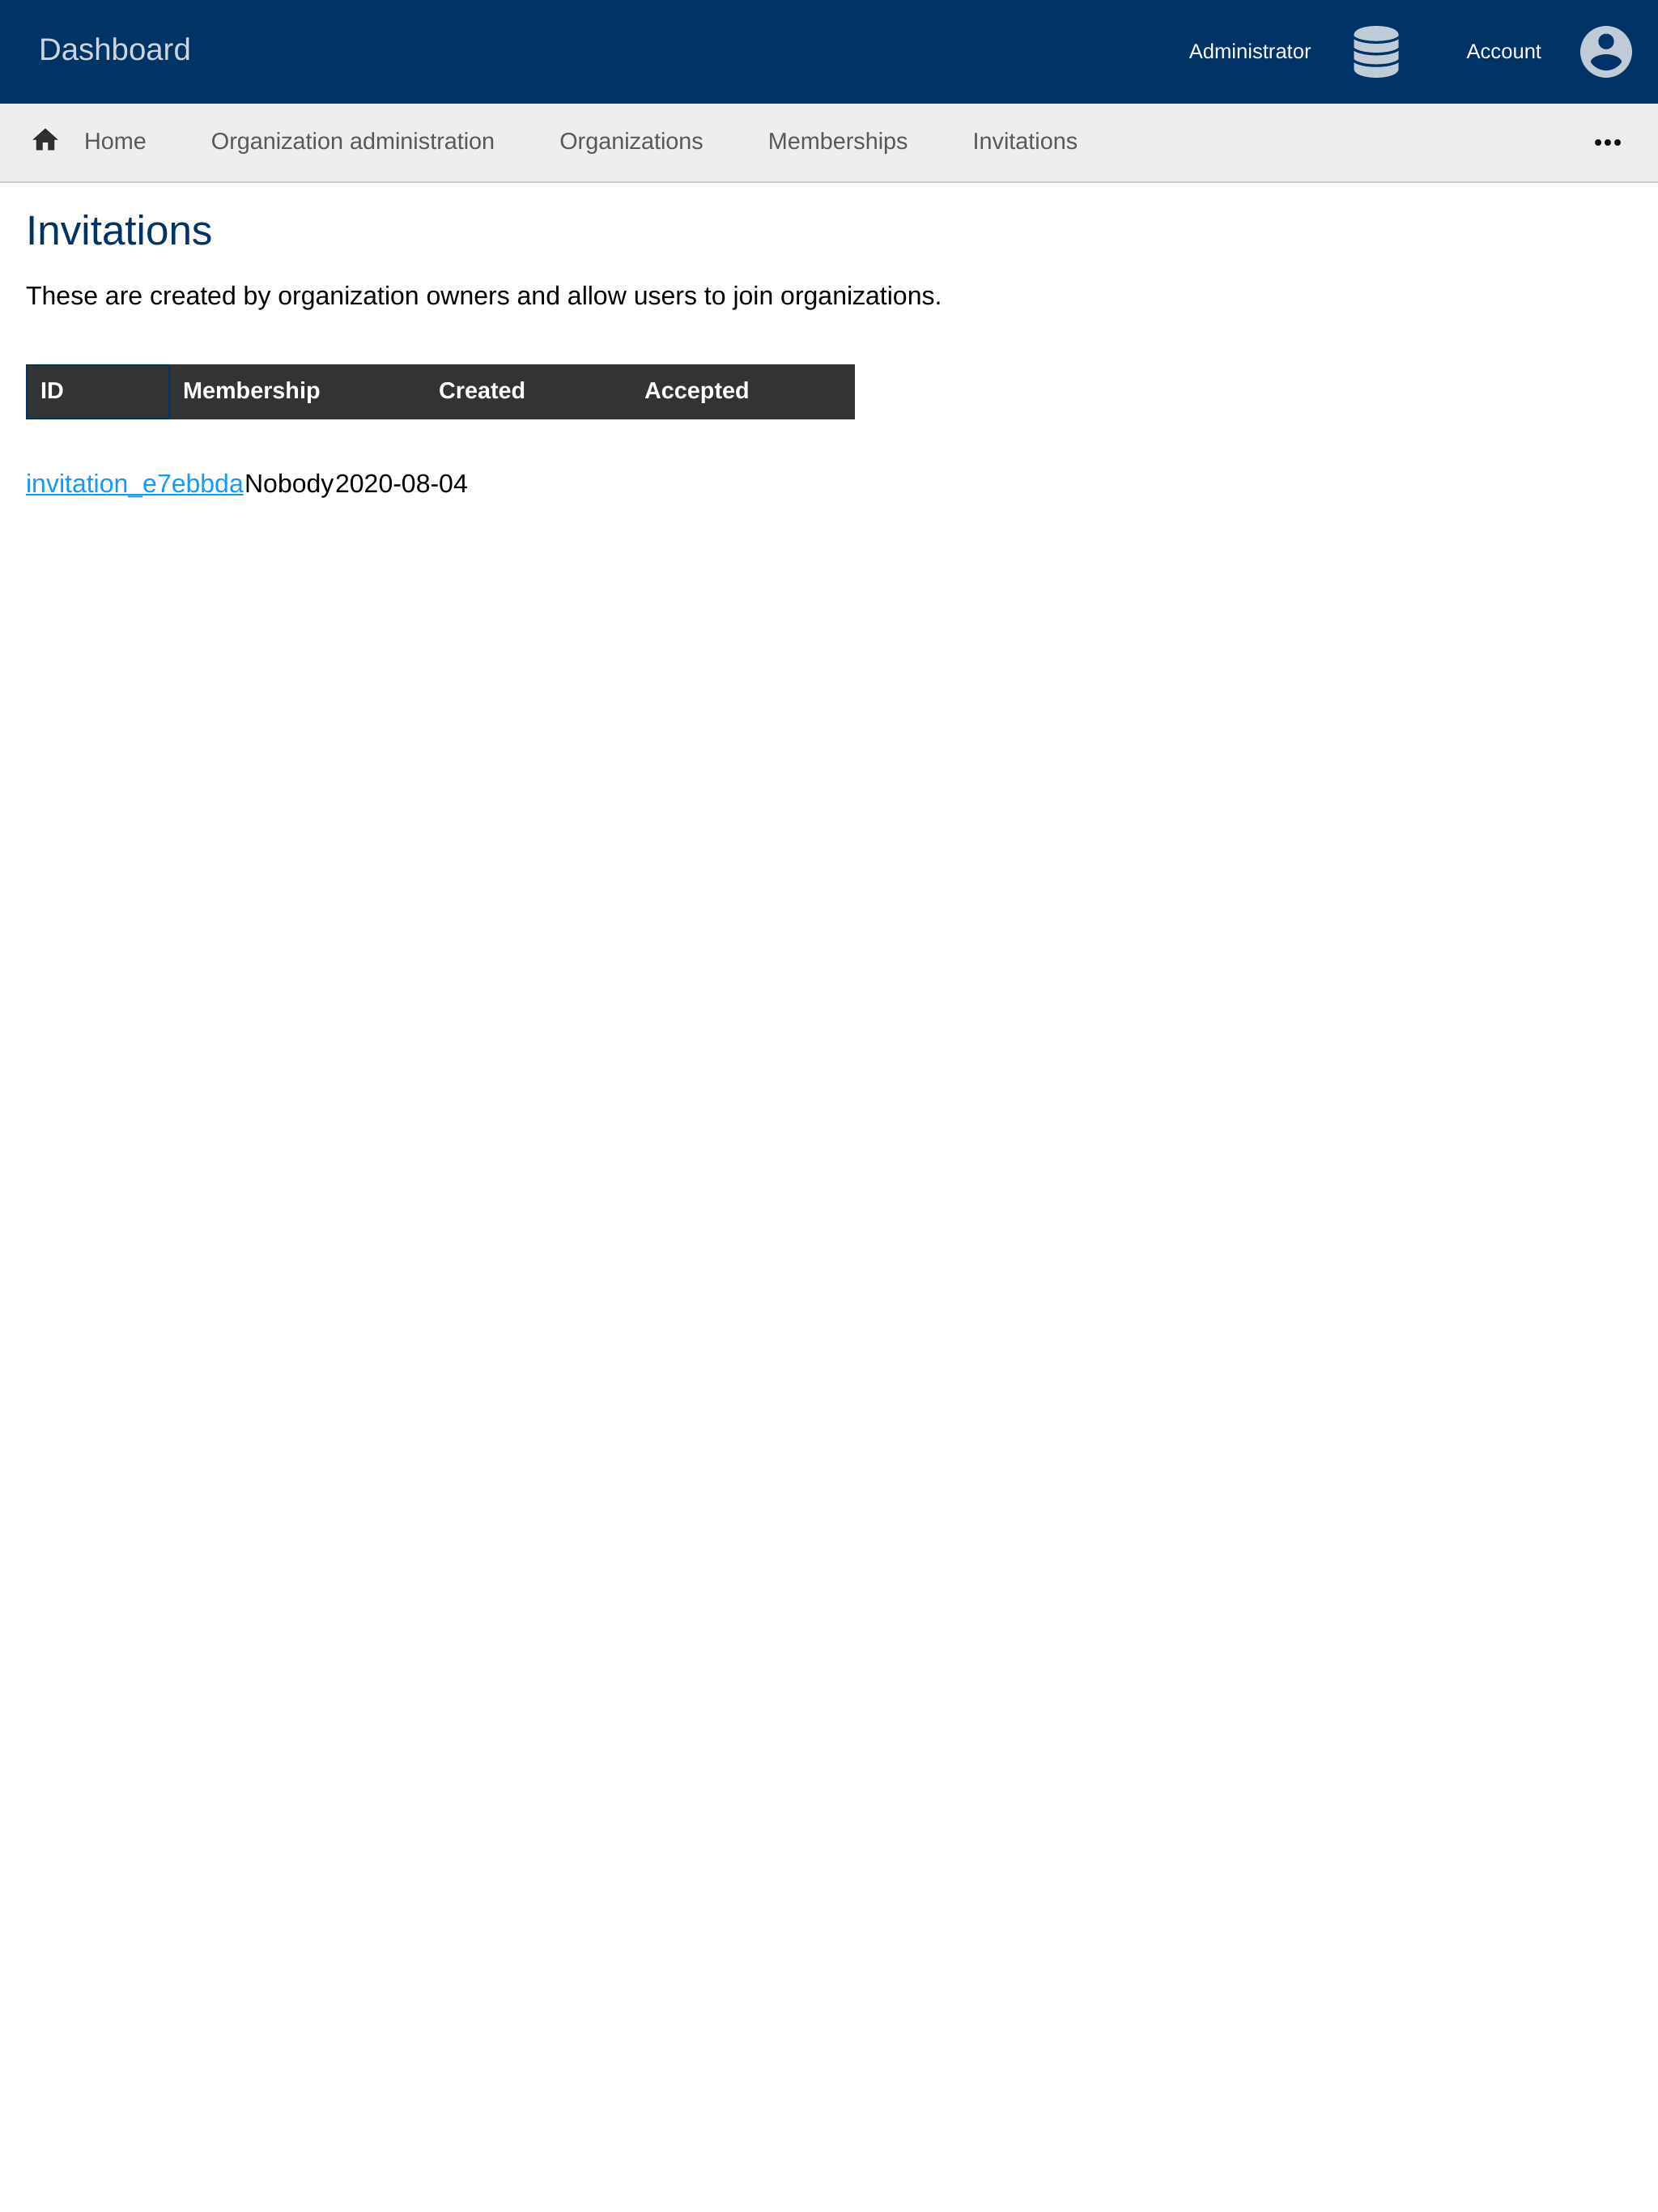 Dashboard
Administrator
Account
Home
Organization administration
Organizations
Memberships
Invitations
Invitations
These are created by organization owners and allow users to join organizations.
ID Membership Created Accepted
invitation_e7ebbdaNobody2020-08-04